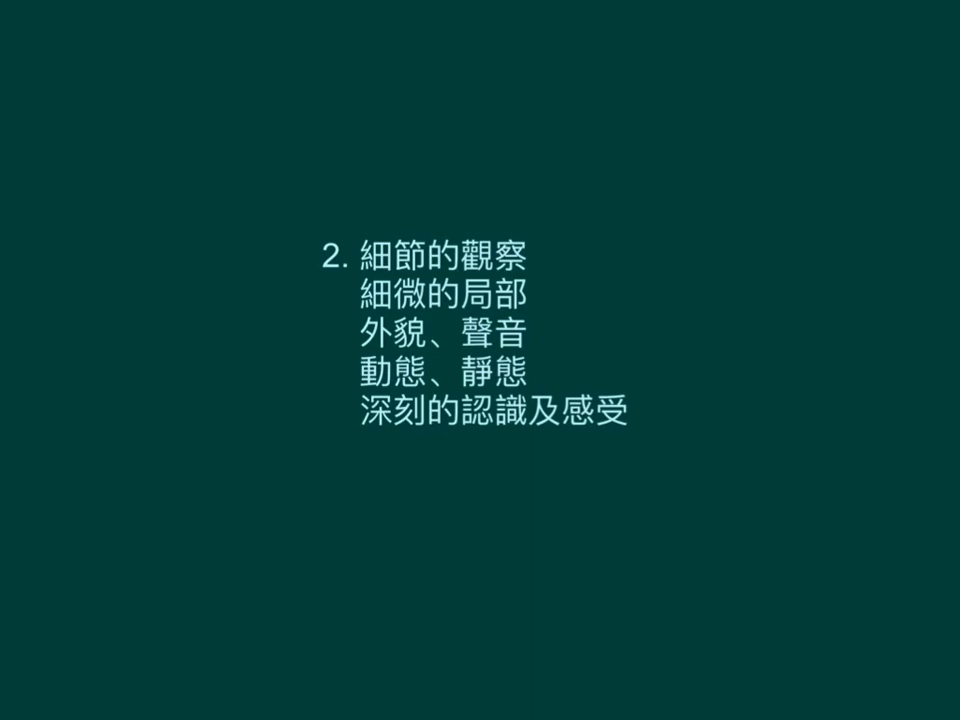 2. 細節的觀察
細微的局部
外貌、聲音
動態、靜態
深刻的認識及感受